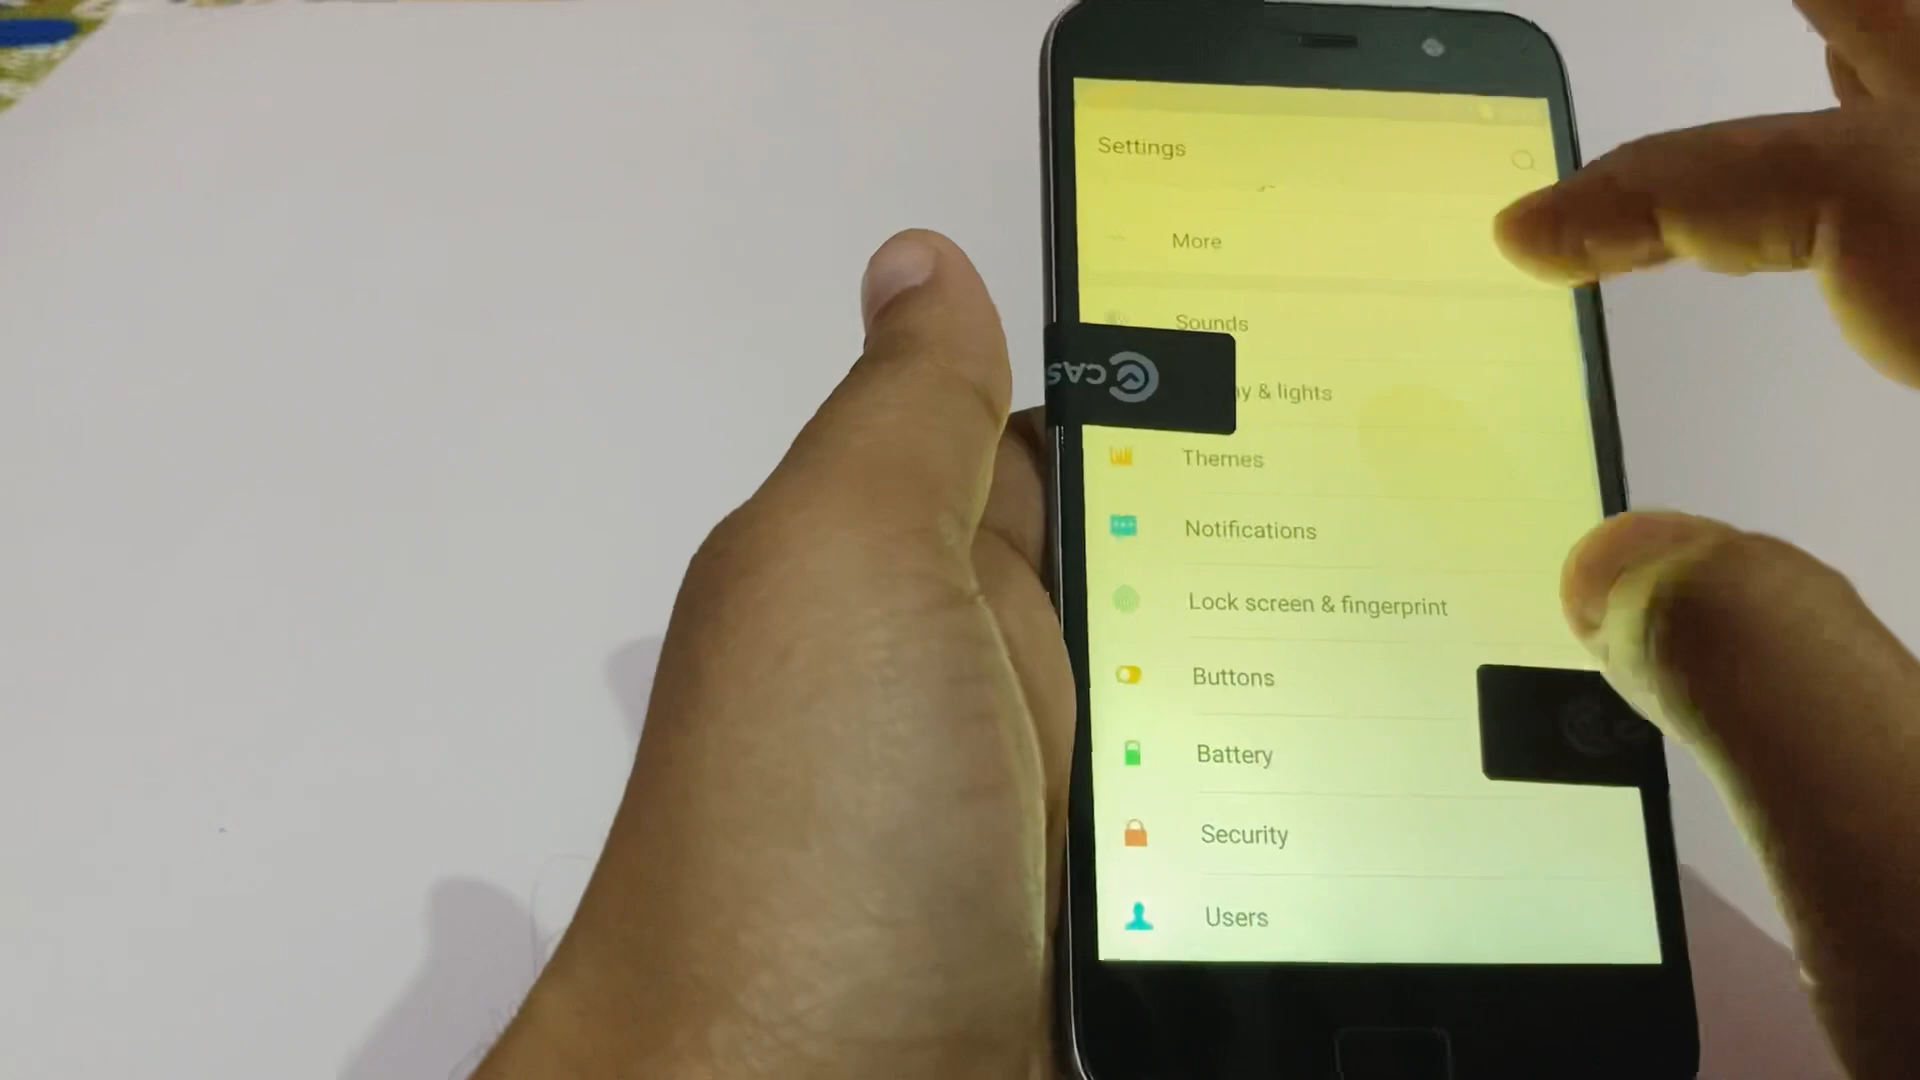 Settings
More
Sounds
& lights
Themes
Notifications
Lock screen & fingerprint
Buttons
Battery
Security
Users
CAS